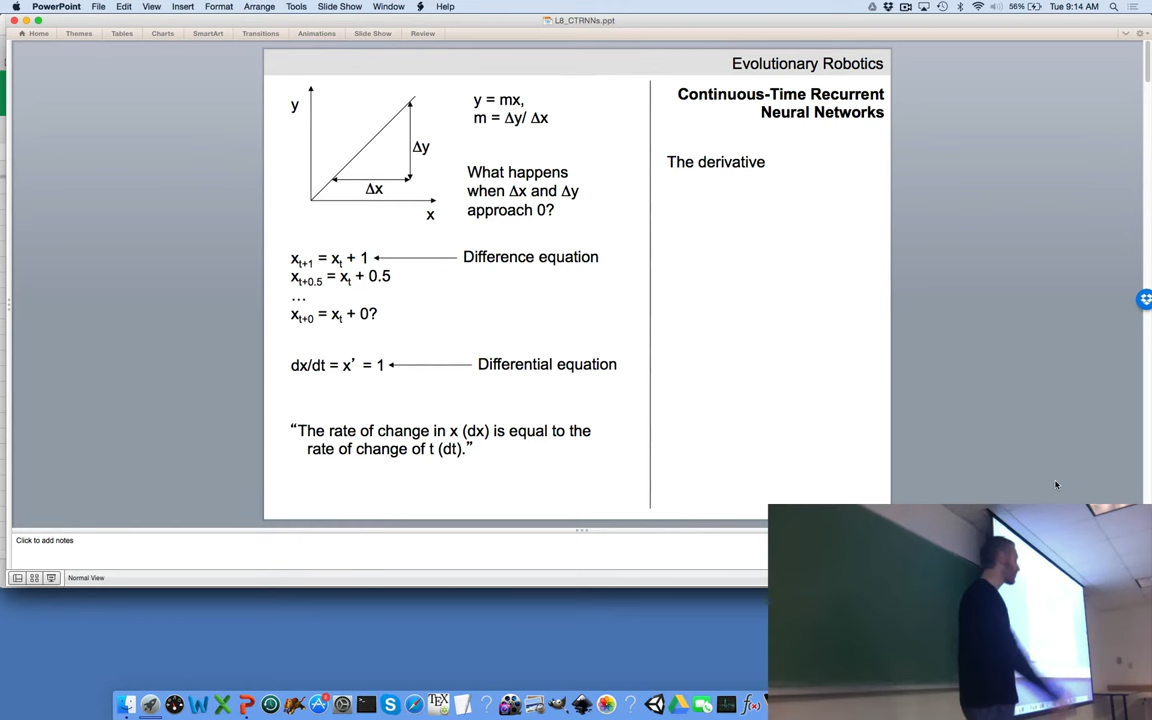 PowerPoint File Edit View Insert Format Arrange Tools Slide Show Window Help 56% Tue 9:14 AM
L8_CTRNNs.ppt
Home Themes Tables Charts SmartArt Transitions Animations Slide Show Review
Evolutionary Robotics
y
Δy
Δx
x
y = mx,
m = Δy/ Δx
What happens
when Δx and Δy
approach 0?
xt+1 = xt + 1
Difference equation
xt+0.5 = xt + 0.5
…
xt+0 = xt + 0?
dx/dt = x’ = 1
Differential equation
“The rate of change in x (dx) is equal to the
rate of change of t (dt).”
Continuous-Time Recurrent
Neural Networks
The derivative
Click to add notes
Normal View